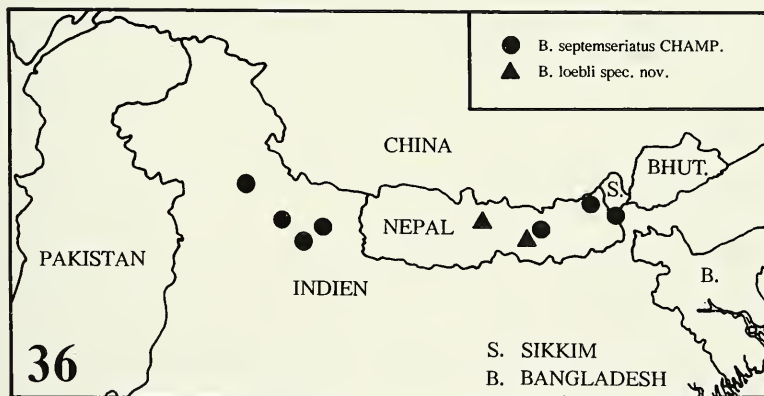 B. septemseriatus CHAMP.
B. loebli spec. nov.
CHINA
BHUT.
S.
NEPAL
PAKISTAN
B.
INDIEN
36
S. SIKKIM
B. BANGLADESH